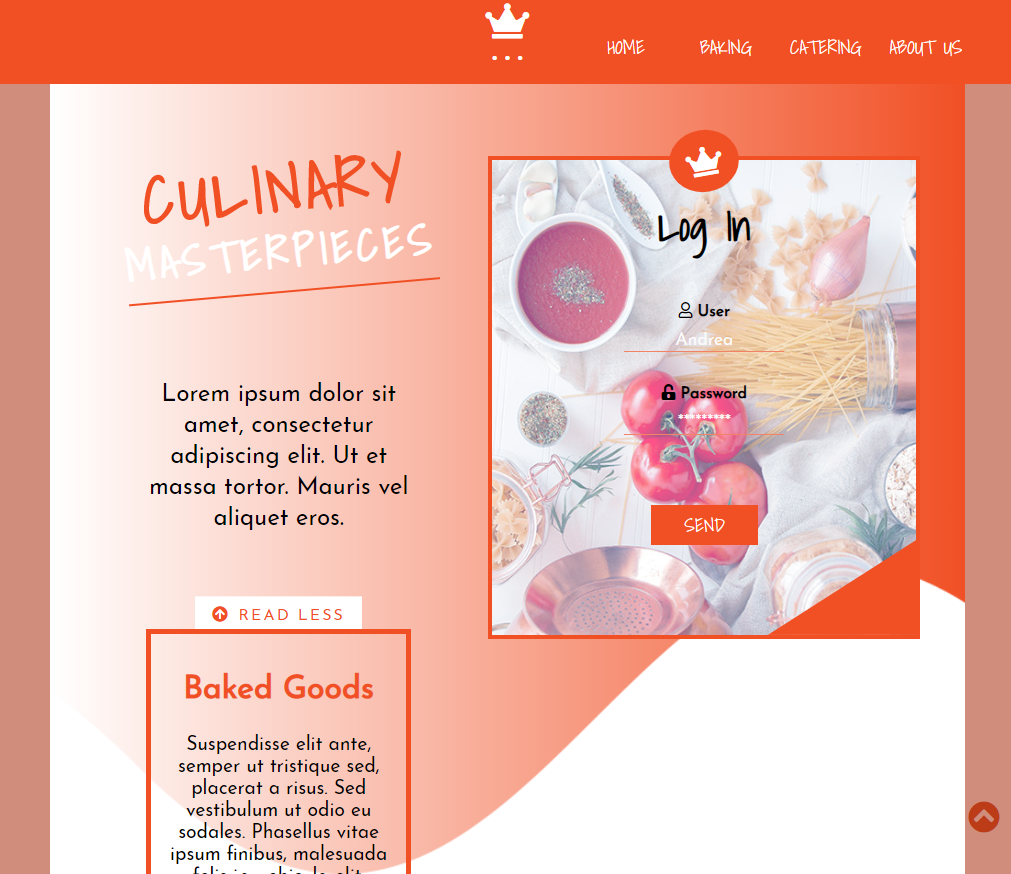 HOME BAKING CATERING ABOUT US
CULINARY
MASTERPIECES
Lorem ipsum dolor sit
amet, consectetur
adipiscing elit. Ut et
massa tortor. Mauris vel
aliquet eros.
READ LESS
Baked Goods
Suspendisse elit ante,
semper ut tristique sed,
placerat a risus. Sed
vestibulum ut odio eu
sodales. Phasellus vitae
ipsum finibus, malesuada
Log In
User
Andrea
Password
*********
SEND